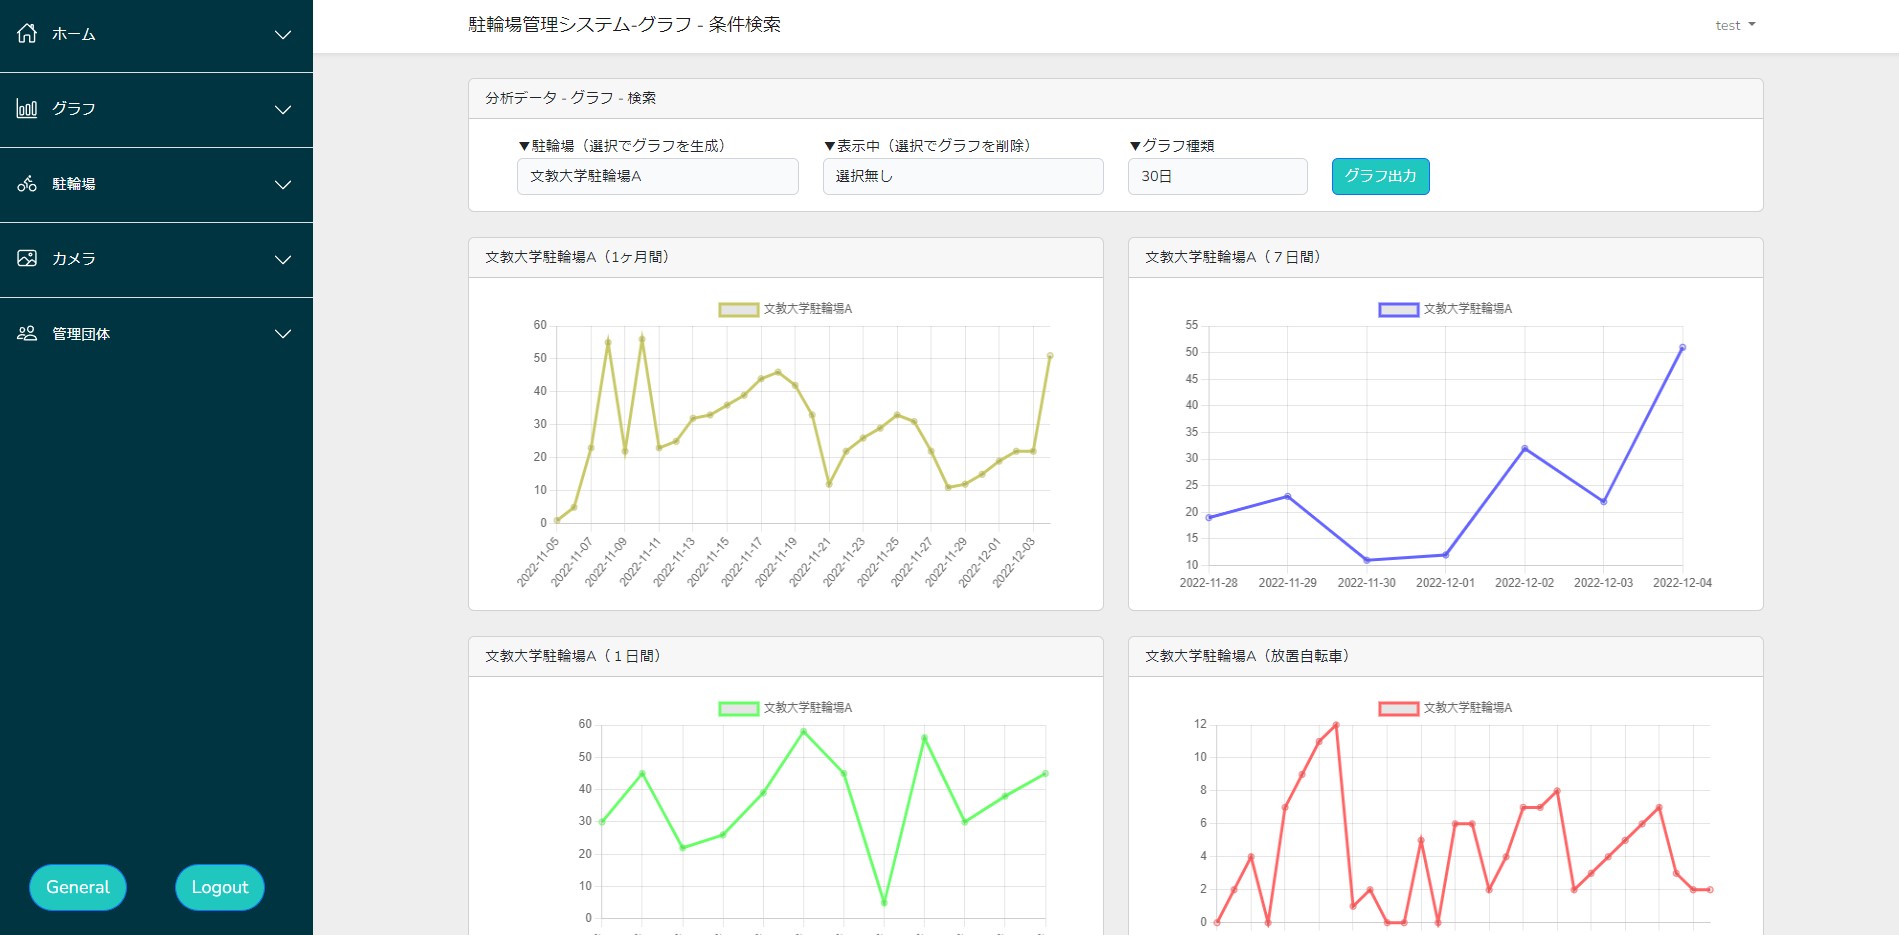 ホーム
グラフ
駐輪場
カメラ
管理団体
General
Logout
駐輪場管理システム-グラフ - 条件検索
test
分析データ - グラフ - 検索
▼駐輪場（選択でグラフを生成）
▼表示中（選択でグラフを削除）
▼グラフ種類
文教大学駐輪場A
選択無し
30日
グラフ出力
文教大学駐輪場A（1ヶ月間）
文教大学駐輪場A
60
50
40
30
20
10
0
2022-11-05
2022-11-07
2022-11-09
2022-11-11
2022-11-13
2022-11-15
2022-11-17
2022-11-19
2022-11-21
2022-11-23
2022-11-25
2022-11-27
2022-11-29
2022-12-01
2022-12-03
文教大学駐輪場A（７日間）
文教大学駐輪場A
55
50
45
40
35
30
25
20
15
10
2022-11-28
2022-11-29
2022-11-30
2022-12-01
2022-12-02
2022-12-03
2022-12-04
文教大学駐輪場A（１日間）
文教大学駐輪場A
60
50
40
30
20
10
0
文教大学駐輪場A（放置自転車）
文教大学駐輪場A
12
10
8
6
4
2
0